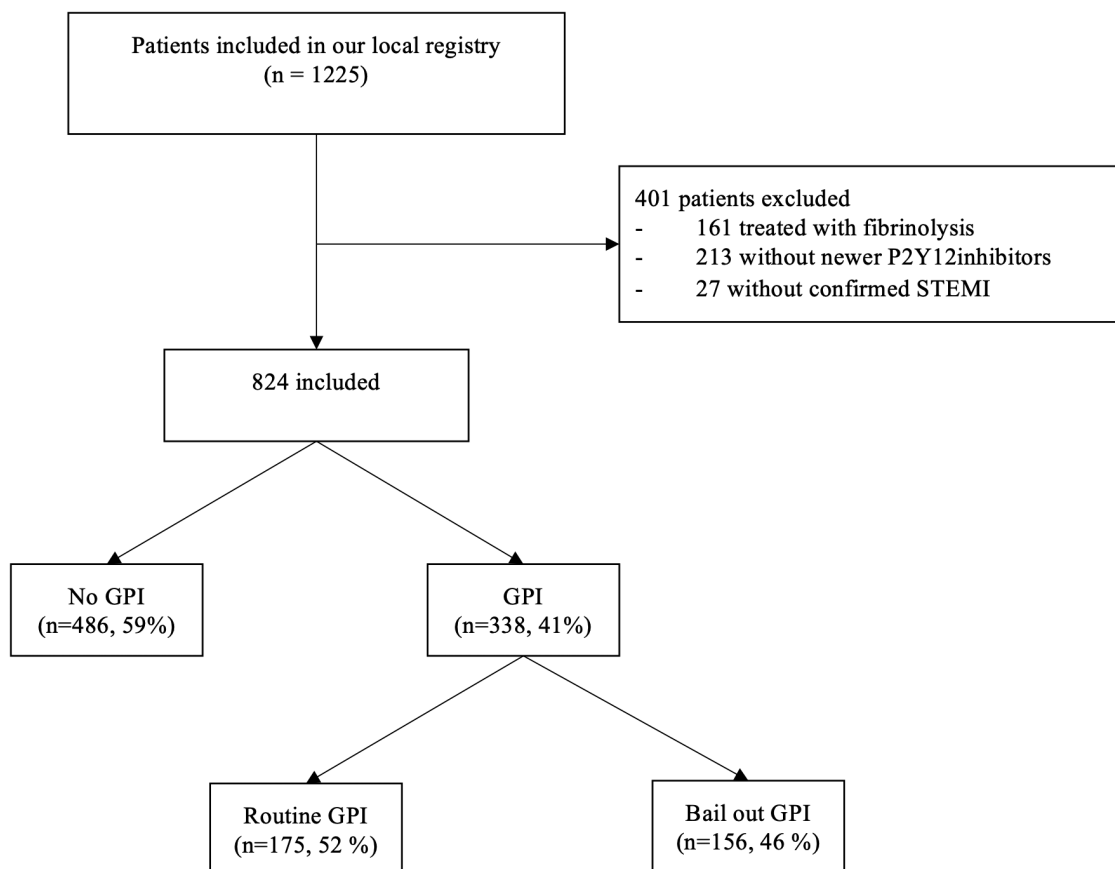 Patients included in our local registry
(n = 1225)
401 patients excluded
- 161 treated with fibrinolysis
- 213 without newer P2Y12inhibitors
- 27 without confirmed STEMI
824 included
No GPI
(n=486, 59%)
GPI
(n=338, 41%)
Routine GPI
(n=175, 52 %)
Bail out GPI
(n=156, 46 %)